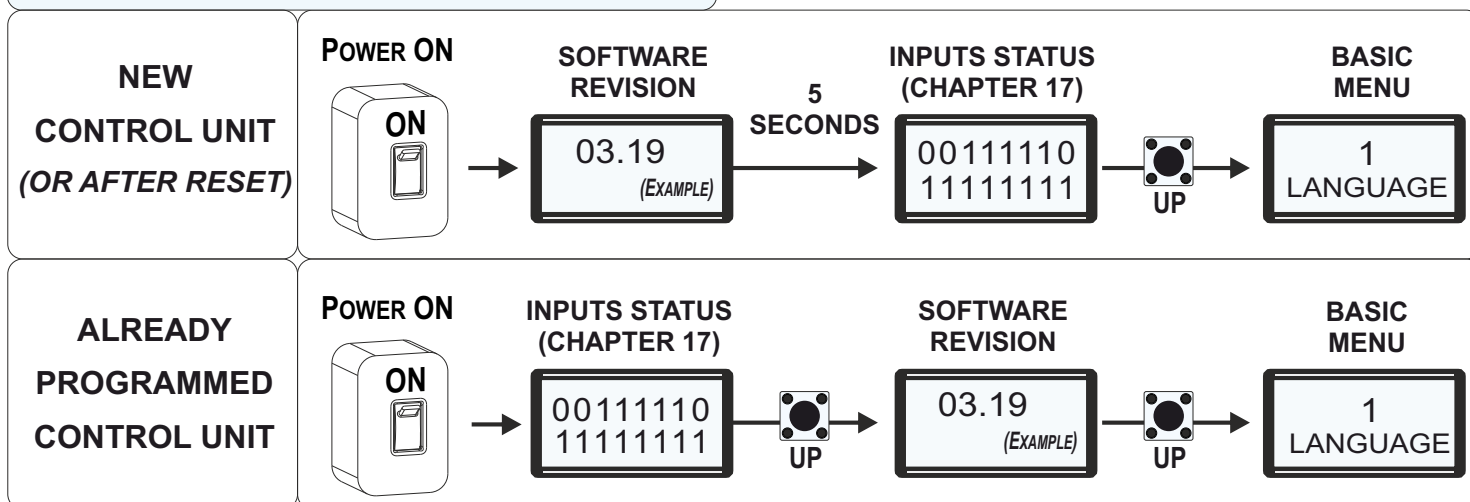 NEW
CONTROL UNIT
(OR AFTER RESET)
POWER ON
ON
SOFTWARE
REVISION
03.19
(EXAMPLE)
5
SECONDS
INPUTS STATUS
(CHAPTER 17)
00111110
11111111
UP
BASIC
MENU
1
LANGUAGE
ALREADY
PROGRAMMED
CONTROL UNIT
POWER ON
ON
INPUTS STATUS
(CHAPTER 17)
00111110
11111111
UP
SOFTWARE
REVISION
03.19
(EXAMPLE)
UP
BASIC
MENU
1
LANGUAGE